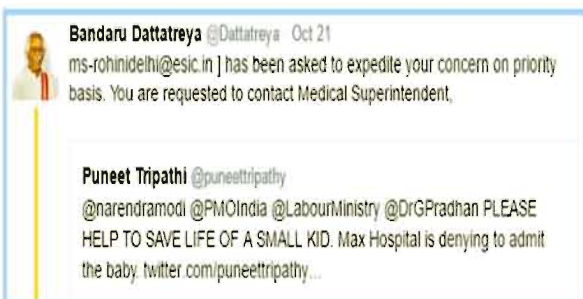 Bandaru Dattatreya @Dattatreya Oct 21
ms-rohinidelhi@esic.in ] has been asked to expedite your concern on priority
basis. You are requested to contact Medical Superintendent,
Puneet Tripathi @puneettripathy
@narendramodi @PMOIndia @LabourMinistry @DrGPradhan PLEASE
HELP TO SAVE LIFE OF A SMALL KID. Max Hospital is denying to admit
the baby. twitter.com/puneettripathy...